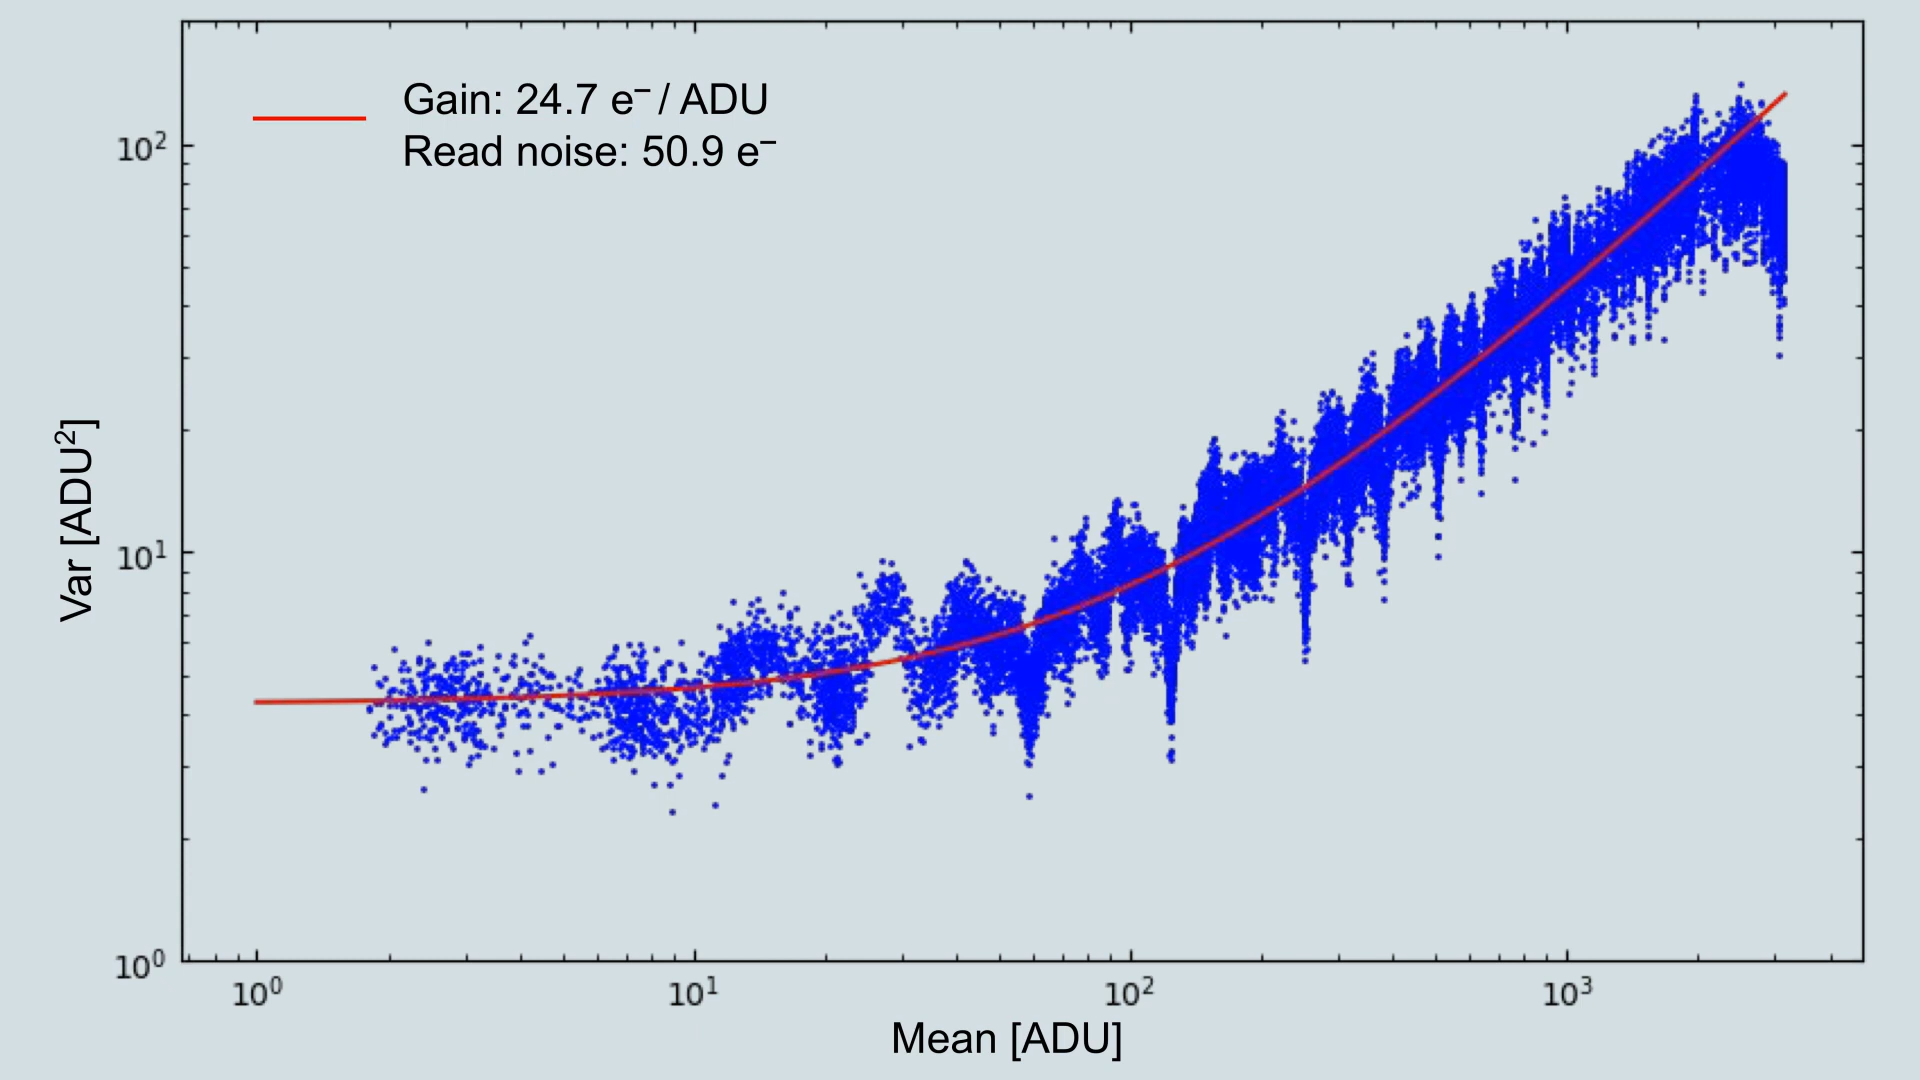 Gain: 24.7 e⁻ / ADU
Read noise: 50.9 e⁻
10²
10¹
10⁰
Var [ADU²]
10⁰ 10¹ 10² 10³
Mean [ADU]